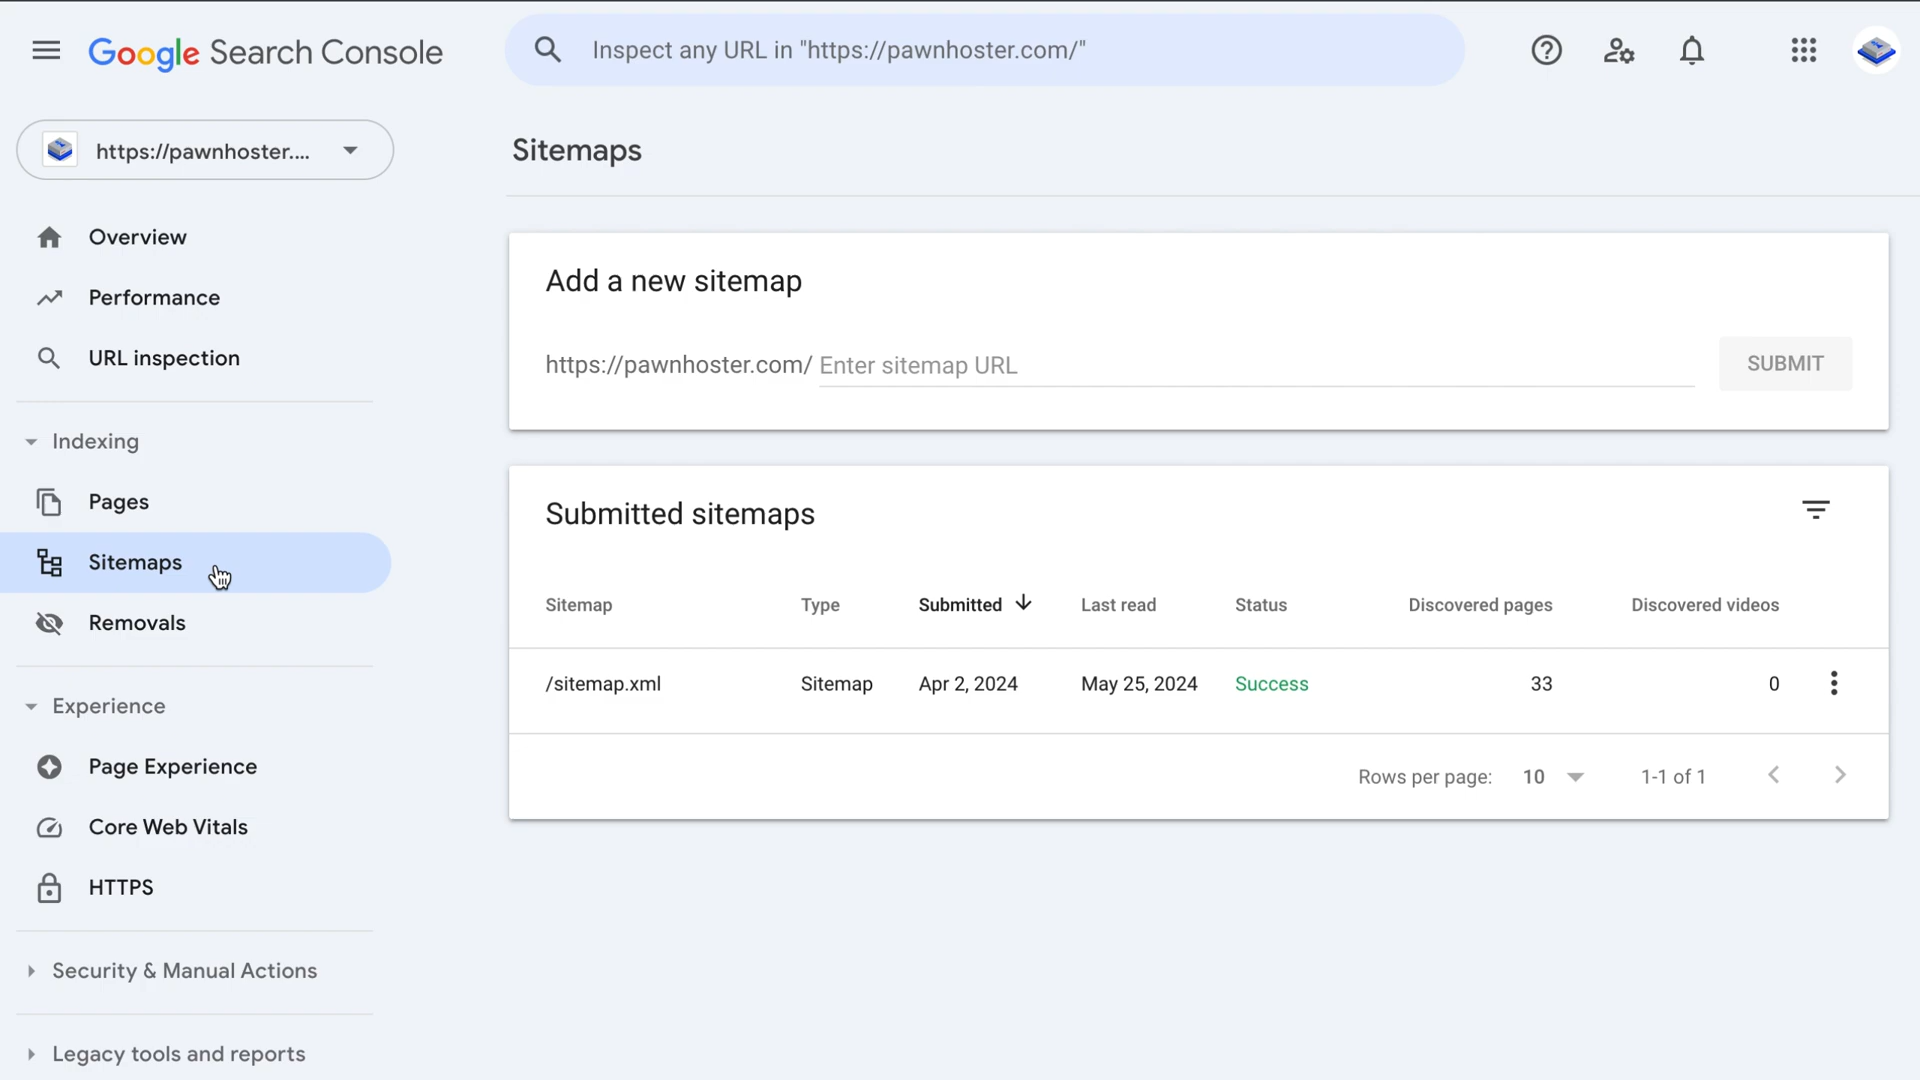 Google Search Console
Inspect any URL in "https://pawnhoster.com/"
https://pawnhoster....
Overview
Performance
URL inspection
Indexing
Pages
Sitemaps
Removals
Experience
Page Experience
Core Web Vitals
HTTPS
Security & Manual Actions
Legacy tools and reports
Sitemaps
Add a new sitemap
https://pawnhoster.com/ Enter sitemap URL SUBMIT
Submitted sitemaps
Sitemap Type Submitted Last read Status Discovered pages Discovered videos
/sitemap.xml Sitemap Apr 2, 2024 May 25, 2024 Success 33 0
Rows per page: 10 1-1 of 1